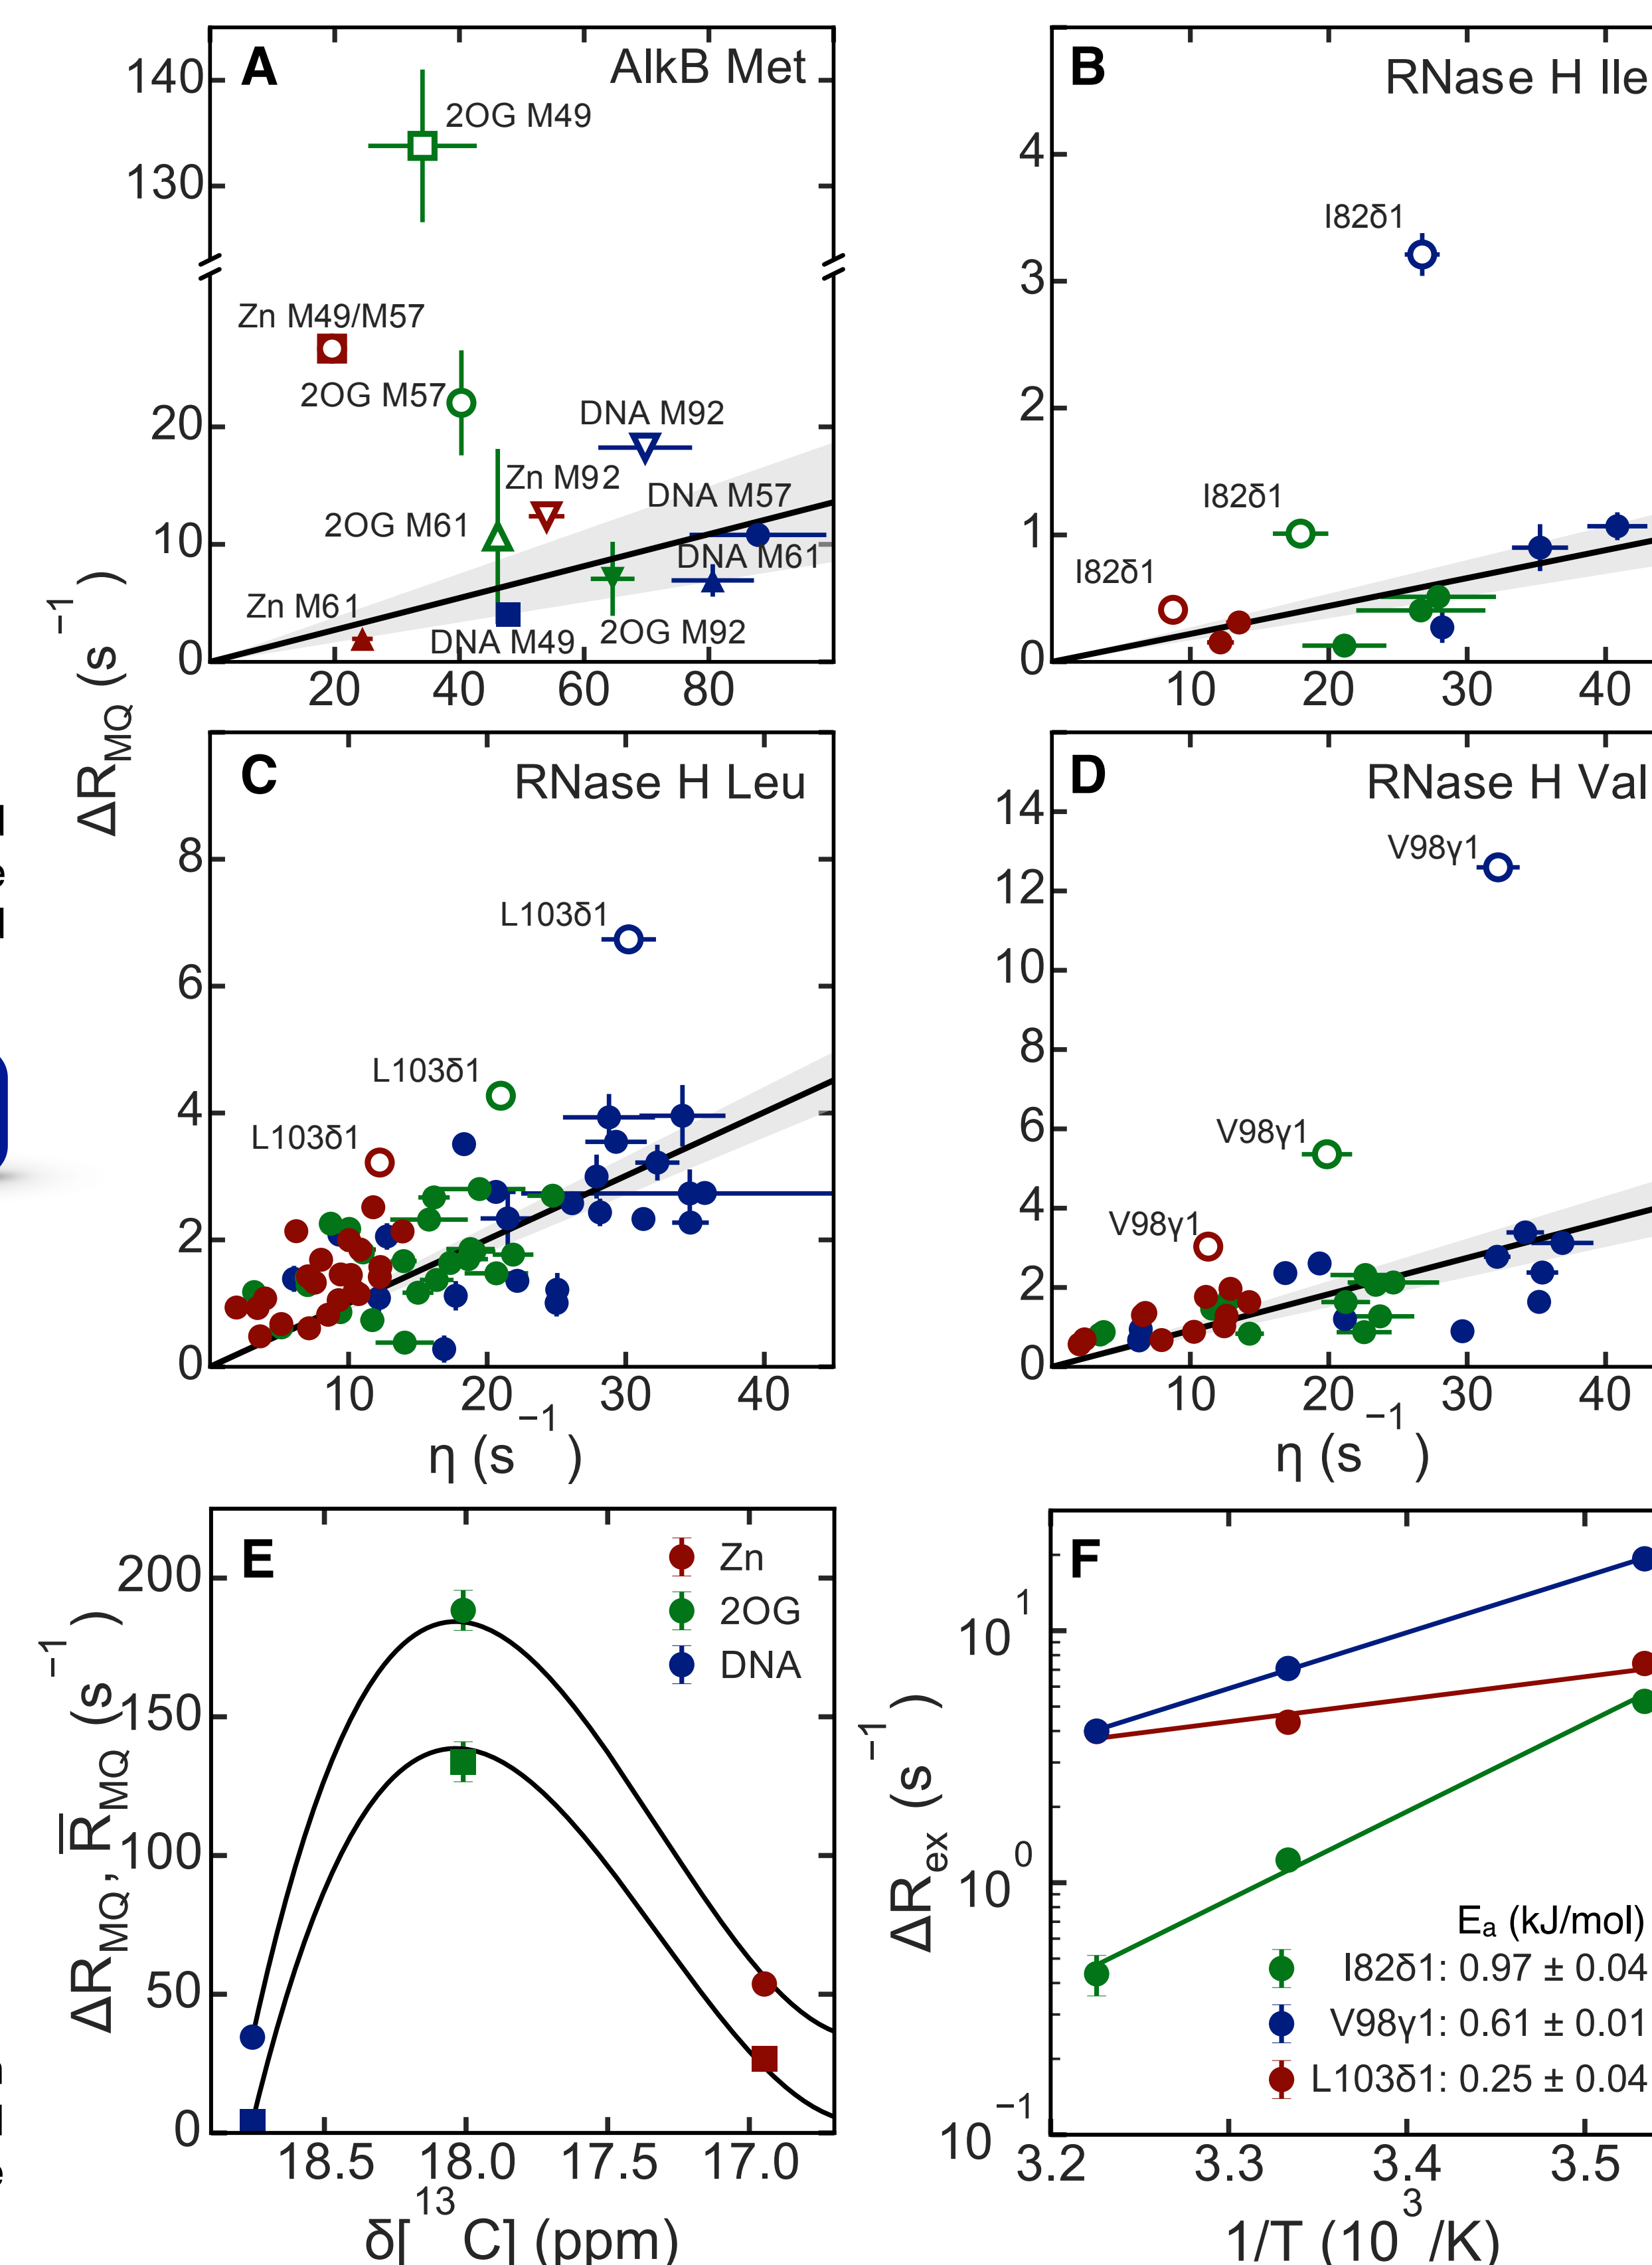 A
AlkB Met
140
130
20
10
0
20
40
60
80
2OG M49
Zn M49/M57
2OG M57
DNA M92
Zn M92
DNA M57
2OG M61
DNA M61
Zn M61
DNA M49
2OG M92
ΔR_MQ (s⁻¹)
B
RNase H Ile
4
3
2
1
0
10
20
30
40
I82δ1
I82δ1
I82δ1
C
RNase H Leu
8
6
4
2
0
10
20
30
40
L103δ1
L103δ1
L103δ1
η (s⁻¹)
D
RNase H Val
14
12
10
8
6
4
2
0
10
20
30
40
V98γ1
V98γ1
V98γ1
η (s⁻¹)
E
Zn
2OG
DNA
200
150
100
50
0
18.5
18.0
17.5
17.0
ΔR_MQ, R̅_MQ (s⁻¹)
δ[¹³C] (ppm)
F
10¹
10⁰
10⁻¹
3.2
3.3
3.4
3.5
ΔR_ex (s⁻¹)
Eₐ (kJ/mol)
I82δ1: 0.97 ± 0.04
V98γ1: 0.61 ± 0.01
L103δ1: 0.25 ± 0.04
1/T (10³/K)